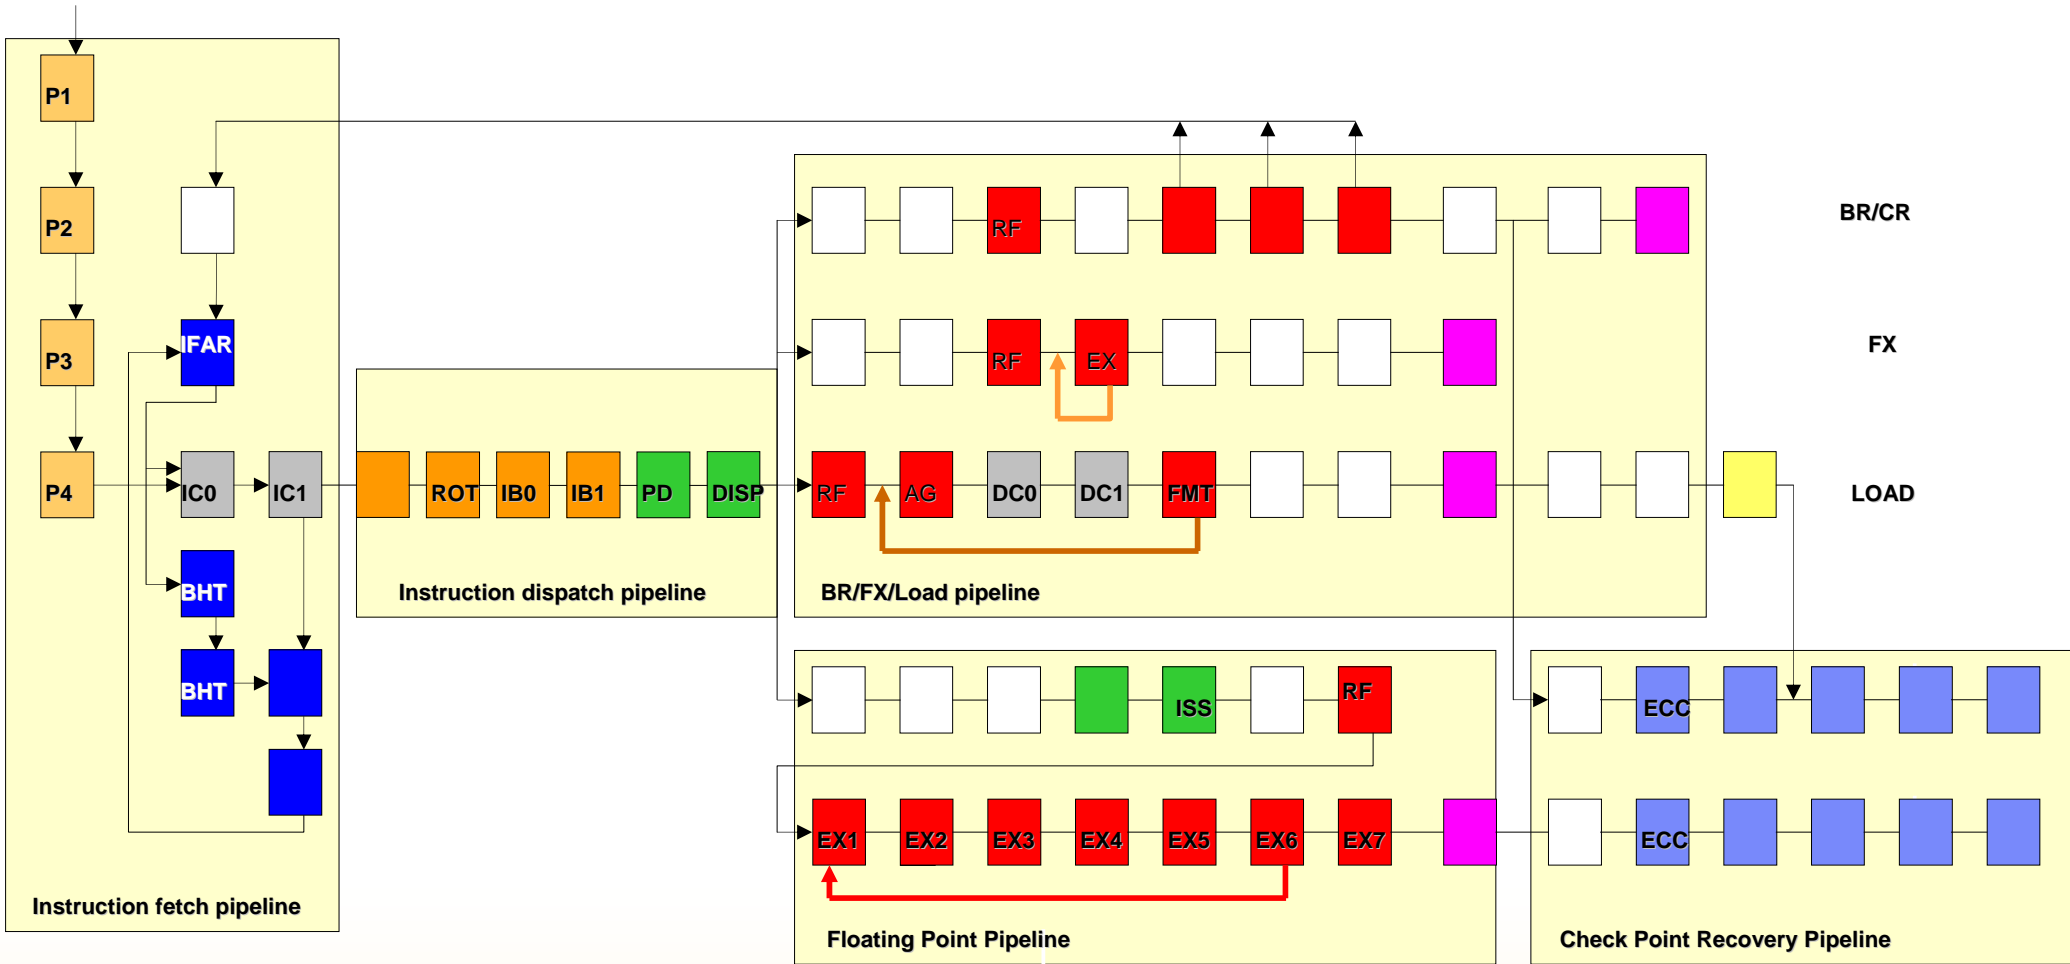 P1
P2
RF
BR/CR
P3
IFAR
RF
EX
FX
P4
IC0
IC1
ROT
IB0
IB1
PD
DISP
RF
AG
DC0
DC1
FMT
LOAD
BHT
Instruction dispatch pipeline
BR/FX/Load pipeline
BHT
ISS
RF
ECC
EX1
EX2
EX3
EX4
EX5
EX6
EX7
ECC
Instruction fetch pipeline
Floating Point Pipeline
Check Point Recovery Pipeline